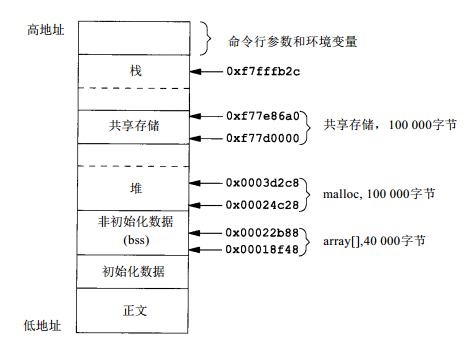 高地址
命令行参数和环境变量
栈
0xf7fffb2c
0xf77e86a0
共享存储
共享存储，100 000字节
0xf77d0000
0x0003d2c8
堆
malloc, 100 000字节
0x00024c28
非初始化数据
(bss)
0x00022b88
array[],40 000字节
0x00018f48
初始化数据
正文
低地址